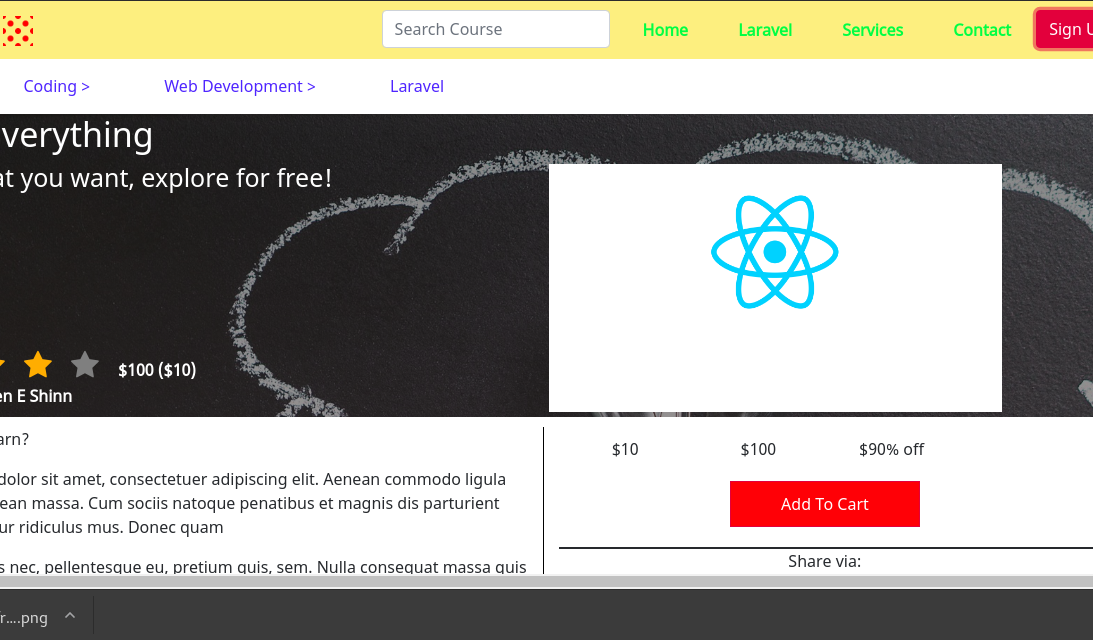 Search Course
Home
Laravel
Services
Contact
Sign U
Coding >
Web Development >
Laravel
verything
at you want, explore for free!
$100 ($10)
en E Shinn
arn?
dolor sit amet, consectetuer adipiscing elit. Aenean commodo ligula
ean massa. Cum sociis natoque penatibus et magnis dis parturient
ur ridiculus mus. Donec quam
s nec, pellentesque eu, pretium quis, sem. Nulla consequat massa quis
$10
$100
$90% off
Add To Cart
Share via:
r....png